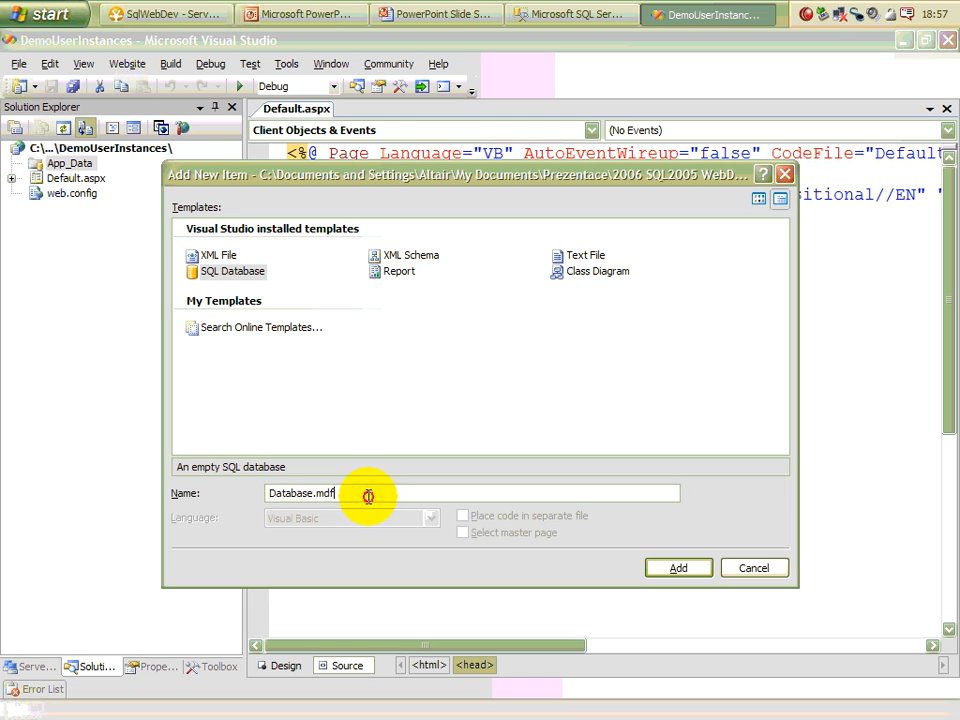 start
SqlWebDev - Serv...
Microsoft PowerP...
PowerPoint Slide S...
Microsoft SQL Ser...
DemoUserInstanc...
18:57
DemoUserInstances - Microsoft Visual Studio
File Edit View Website Build Debug Test Tools Window Community Help
Debug
Solution Explorer
Default.aspx
C:\...\DemoUserInstances\
Client Objects & Events
(No Events)
App_Data
<%@ Page Language="VB" AutoEventWireup="false" CodeFile="Default
Default.aspx
web.config
sitional//EN" "
Add New Item - C:\Documents and Settings\Altair\My Documents\Prezentace\2006 SQL2005 WebD...
Templates:
Visual Studio installed templates
XML File
XML Schema
Text File
SQL Database
Report
Class Diagram
My Templates
Search Online Templates...
An empty SQL database
Name:
Database.mdf
Language:
Visual Basic
Place code in separate file
Select master page
Add
Cancel
Serve...
Soluti...
Prope...
Toolbox
Design
Source
<html>
<head>
Error List